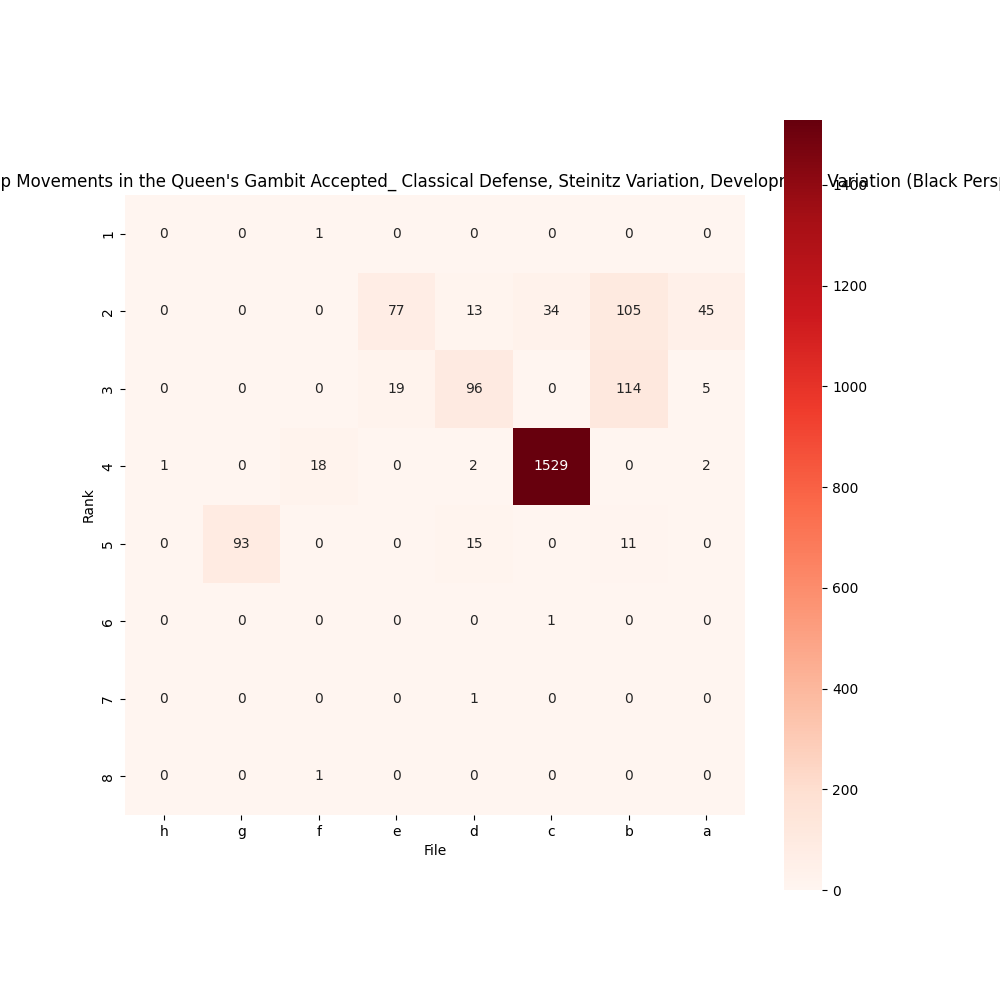 p Movements in the Queen's Gambit Accepted_ Classical Defense, Steinitz Variation, Develop Variation (Black Pers
1 0 0 1 0 0 0 0 0
2 0 0 0 77 13 34 105 45
3 0 0 0 19 96 0 114 5
4 1 0 18 0 2 1529 0 2
5 0 93 0 0 15 0 11 0
6 0 0 0 0 0 1 0 0
7 0 0 0 0 1 0 0 0
8 0 0 1 0 0 0 0 0
h g f e d c b a
File
Rank
1400
1200
1000
800
600
400
200
0